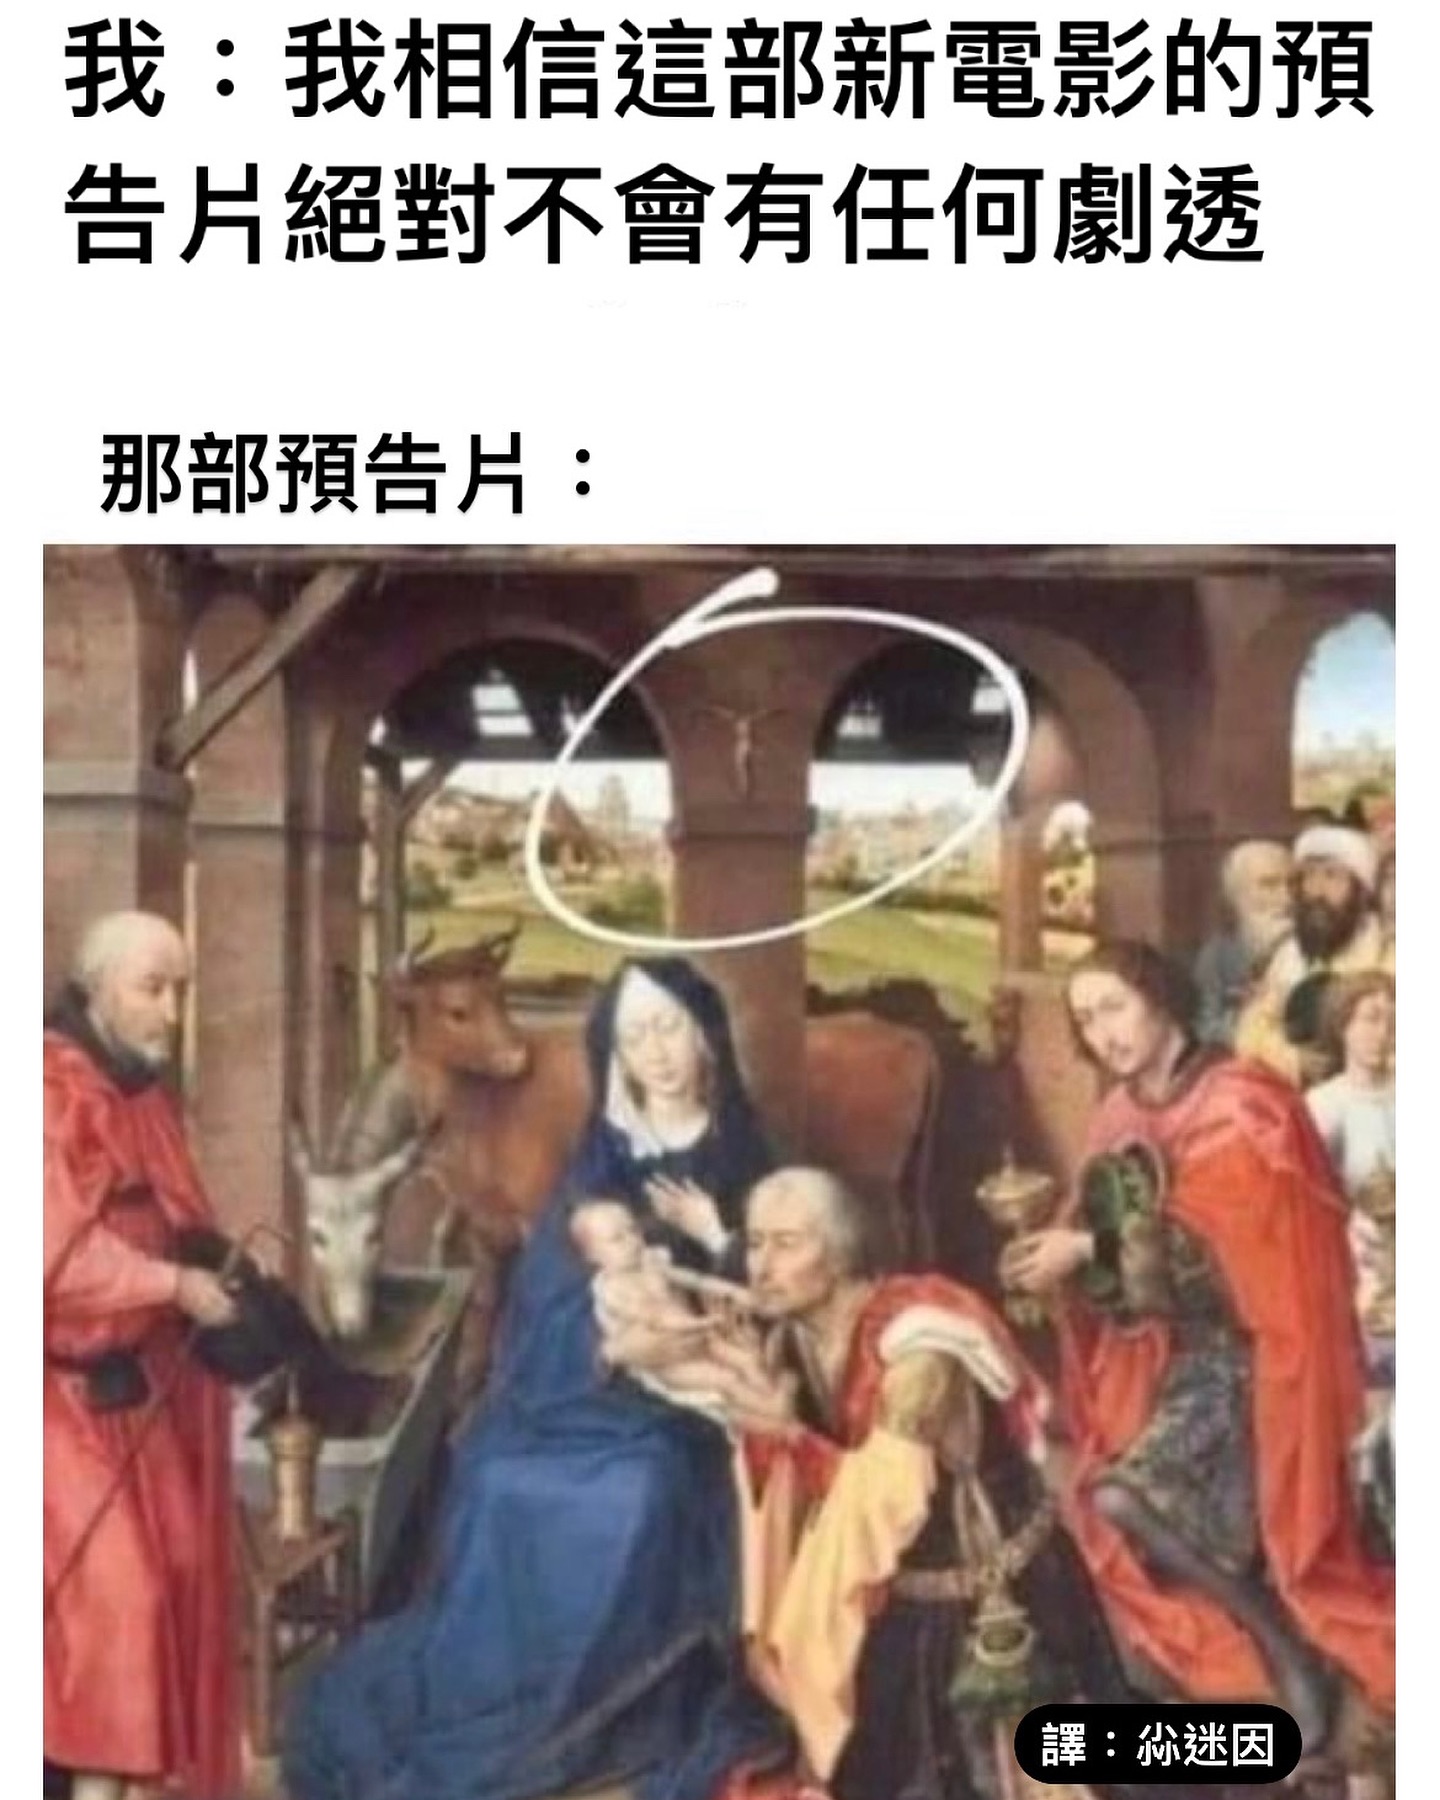 我：我相信這部新電影的預
告片絕對不會有任何劇透
那部預告片：
譯：尛迷因